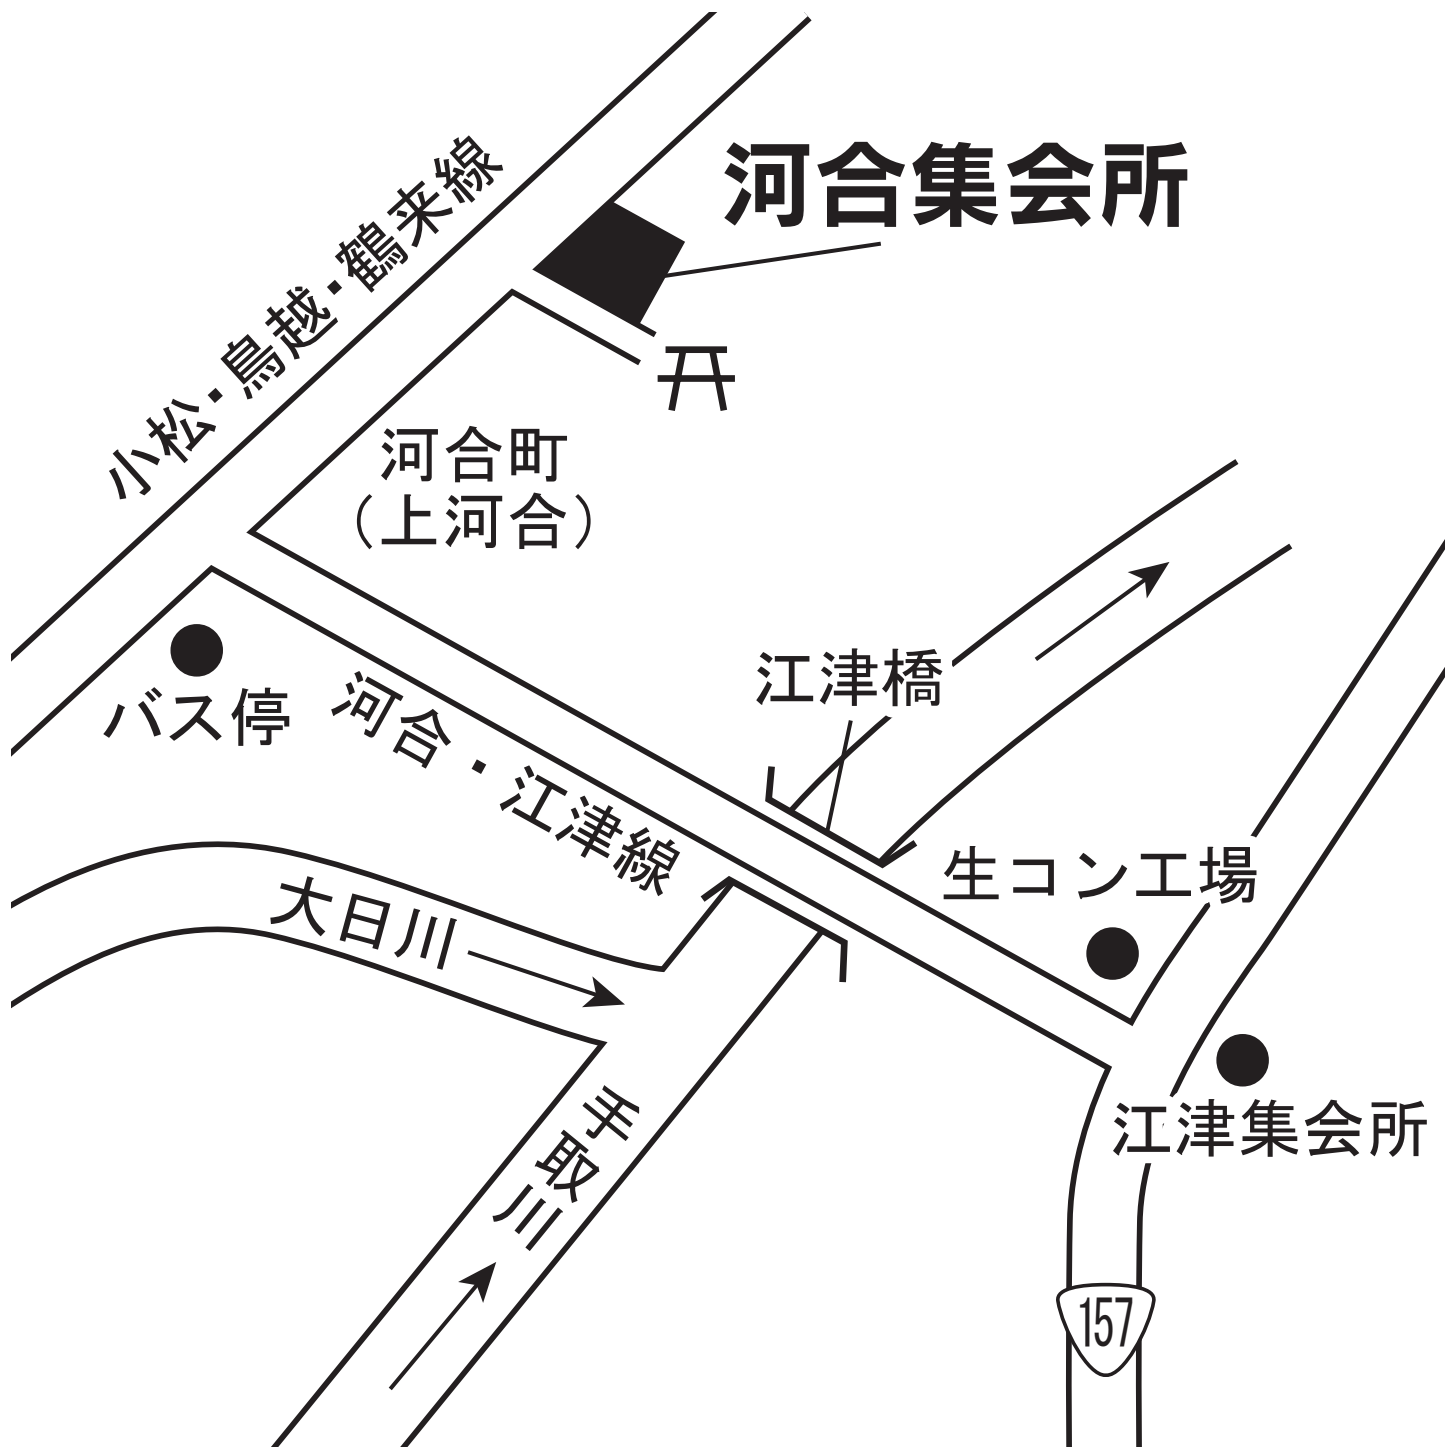 河合集会所
小松・鳥越・鶴来線
河合町
（上河合）
江津橋
バス停
河合・江津線
生コン工場
大日川
江津集会所
手取川
157